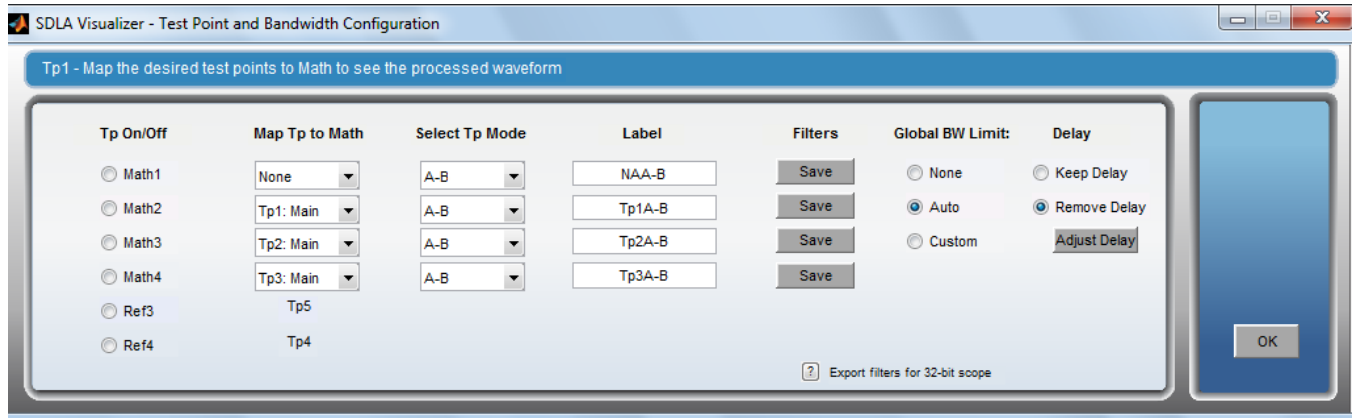 SDLA Visualizer - Test Point and Bandwidth Configuration
Tp1 - Map the desired test points to Math to see the processed waveform
Tp On/Off Map Tp to Math Select Tp Mode Label Filters Global BW Limit: Delay
Math1 None A-B NAA-B Save None Keep Delay
Math2 Tp1: Main A-B Tp1A-B Save Auto Remove Delay
Math3 Tp2: Main A-B Tp2A-B Save Custom Adjust Delay
Math4 Tp3: Main A-B Tp3A-B Save
Ref3 Tp5
Ref4 Tp4
OK
? Export filters for 32-bit scope